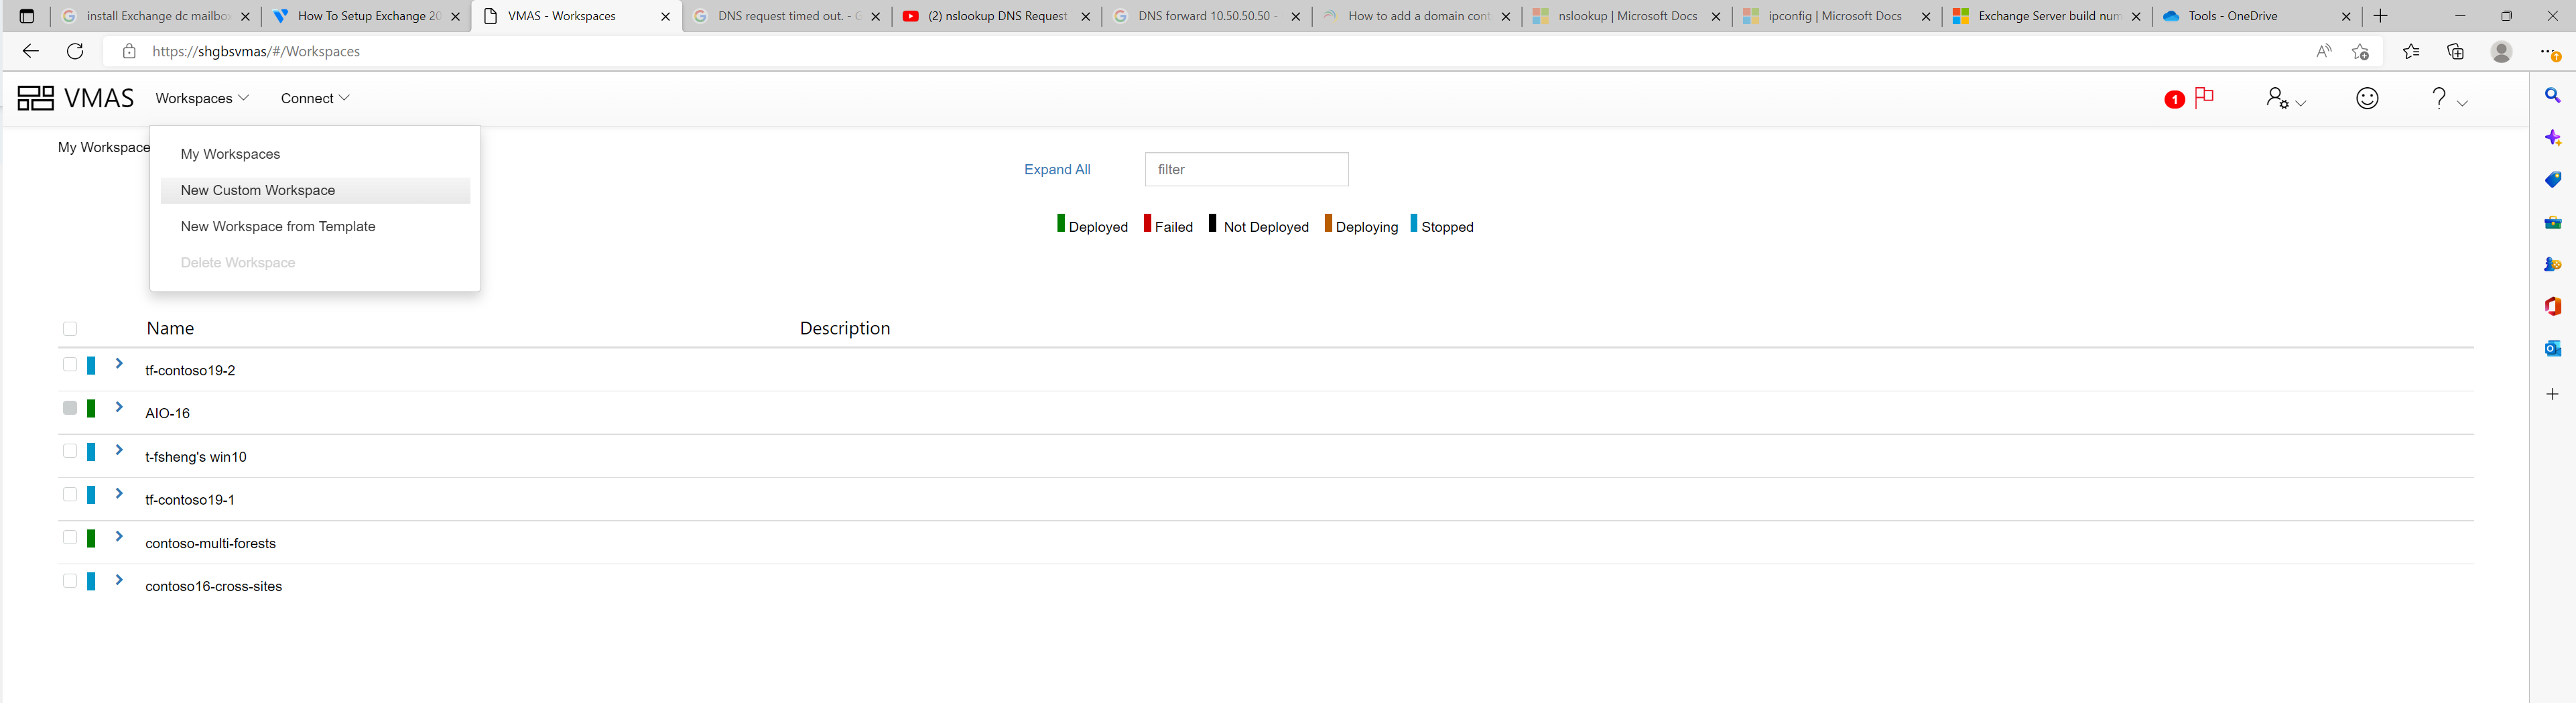 install Exchange dc mailbo
How To Setup Exchange 20
VMAS - Workspaces
DNS request timed out. - G
(2) nslookup DNS Request
DNS forward 10.50.50.50 -
How to add a domain cont
nslookup | Microsoft Docs
ipconfig | Microsoft Docs
Exchange Server build num
Tools - OneDrive
https://shgbsvmas/#/Workspaces
VMAS Workspaces Connect 1 ?
My Workspace
My Workspaces
New Custom Workspace
New Workspace from Template
Delete Workspace
Expand All filter
Deployed Failed Not Deployed Deploying Stopped
Name Description
tf-contoso19-2
AIO-16
t-fsheng's win10
tf-contoso19-1
contoso-multi-forests
contoso16-cross-sites